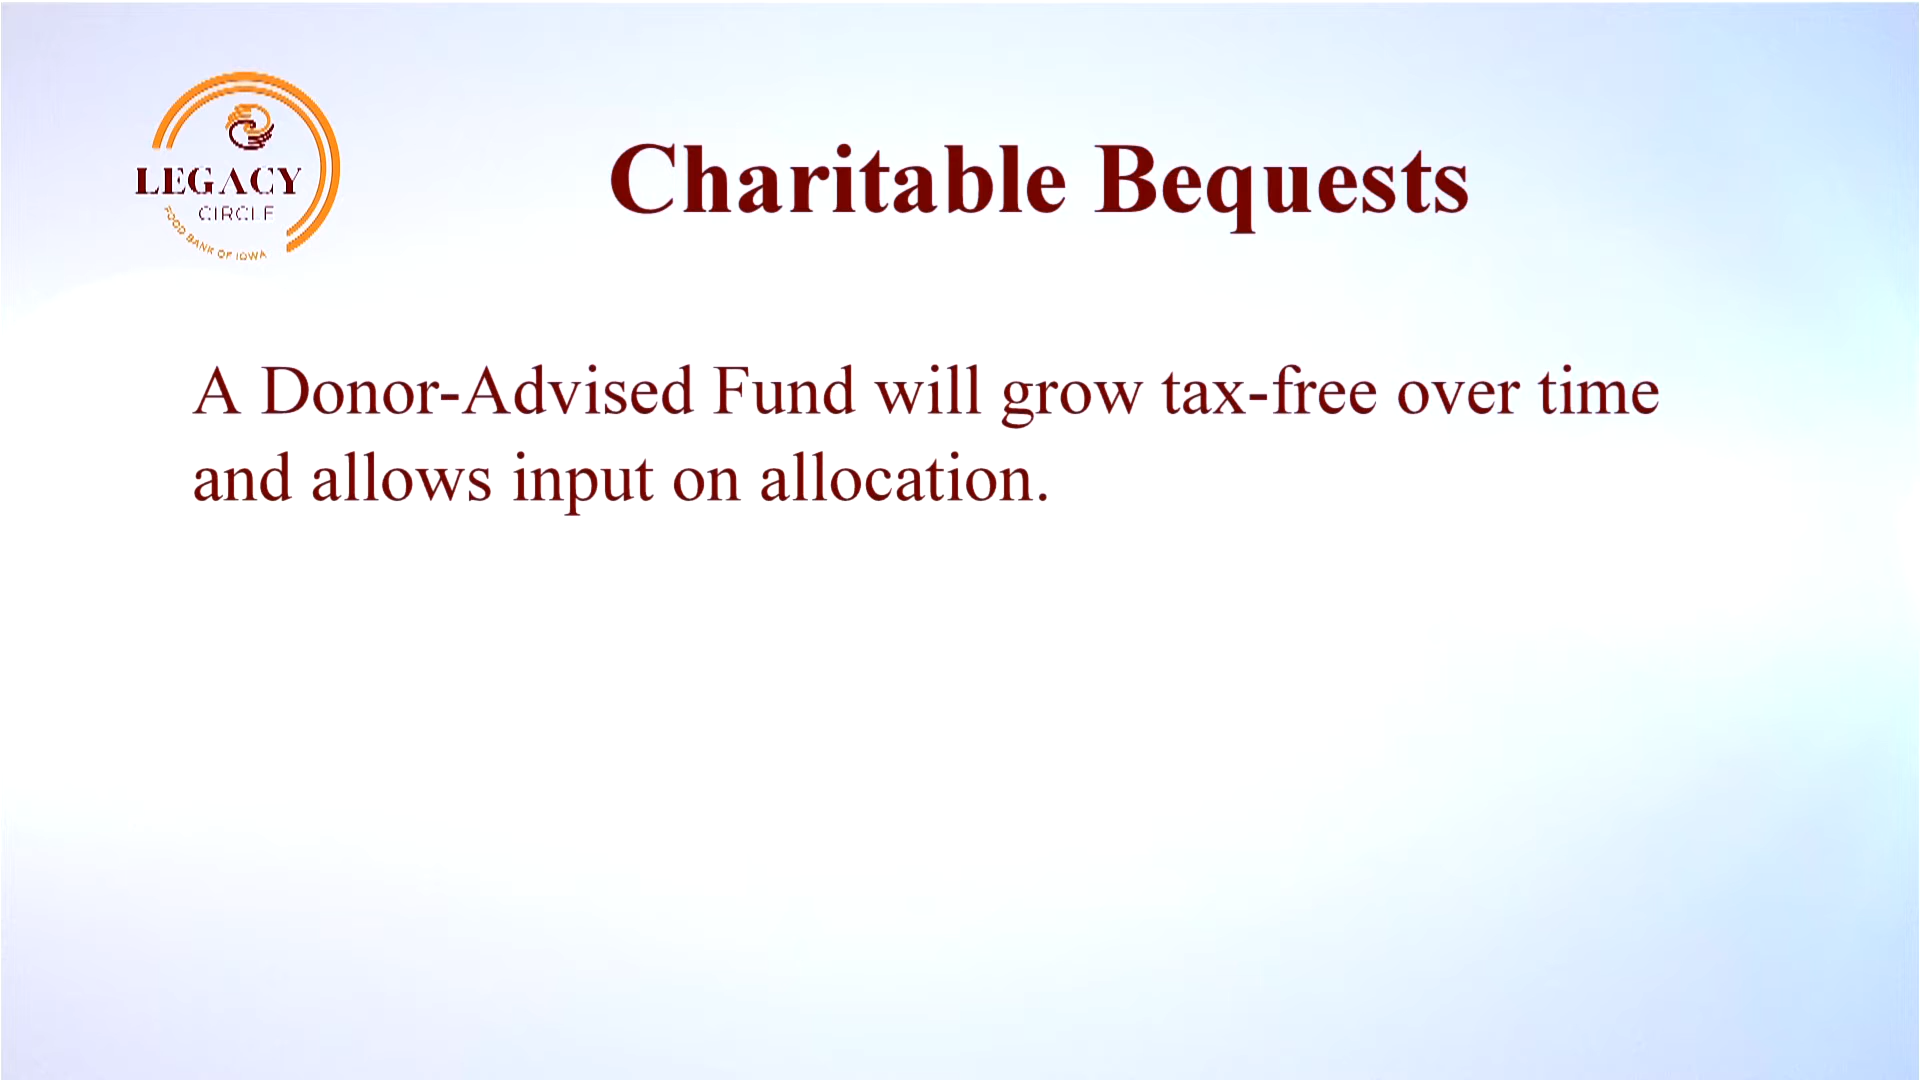 LEGACY
CIRCLE
FOOD BANK OF IOWA
Charitable Bequests
A Donor-Advised Fund will grow tax-free over time
and allows input on allocation.